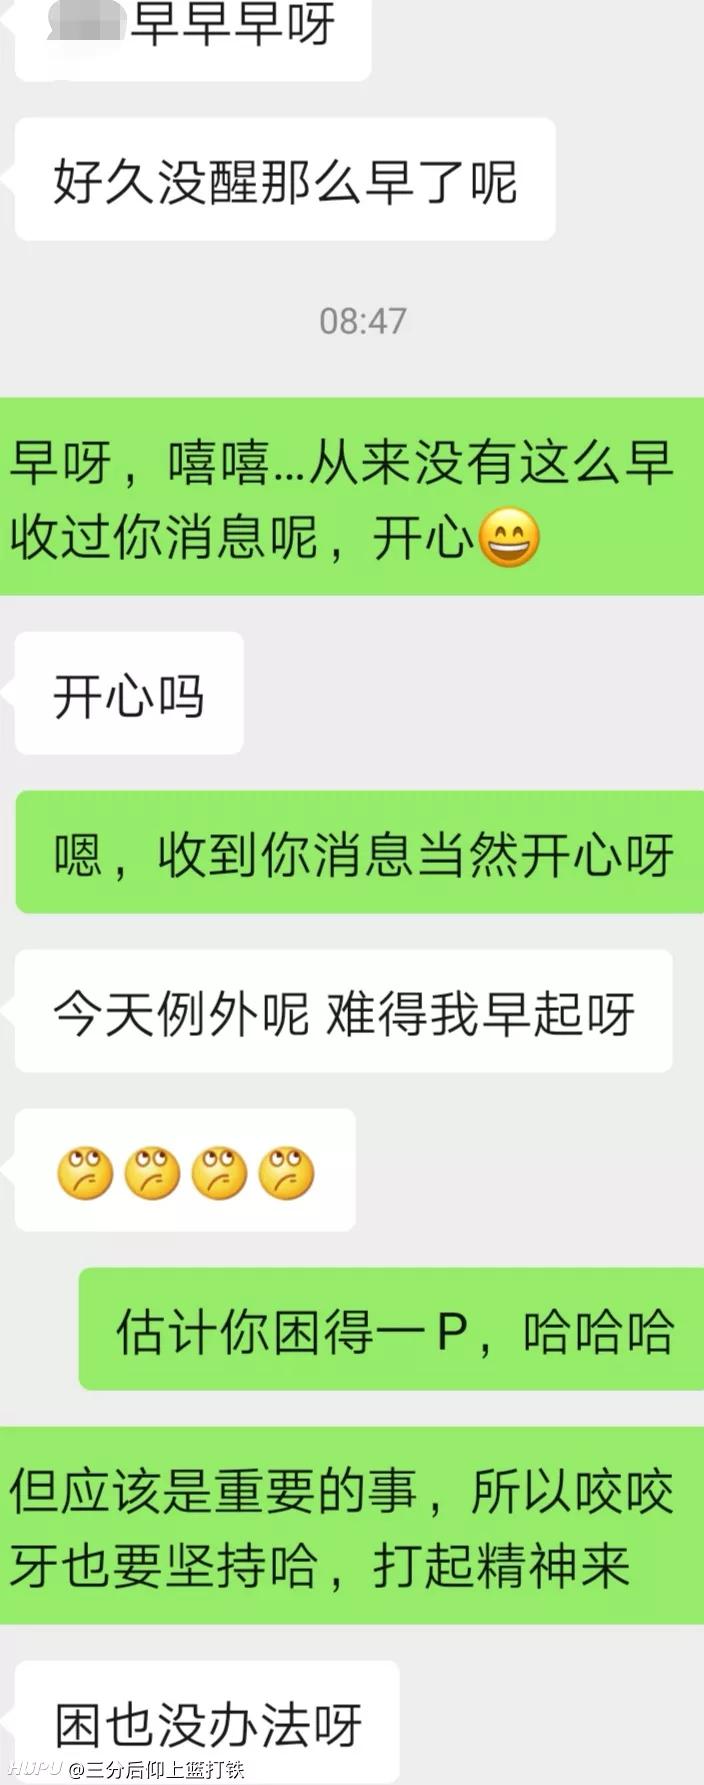 早早早呀
好久没醒那么早了呢
08:47
早呀，嘻嘻...从来没有这么早
收过你消息呢，开心😄
开心吗
嗯，收到你消息当然开心呀
今天例外呢 难得我早起呀
🙄🙄🙄🙄
估计你困得一P，哈哈哈
但应该是重要的事，所以咬咬
牙也要坚持哈，打起精神来
困也没办法呀
HUPU @三分后仰上篮打铁